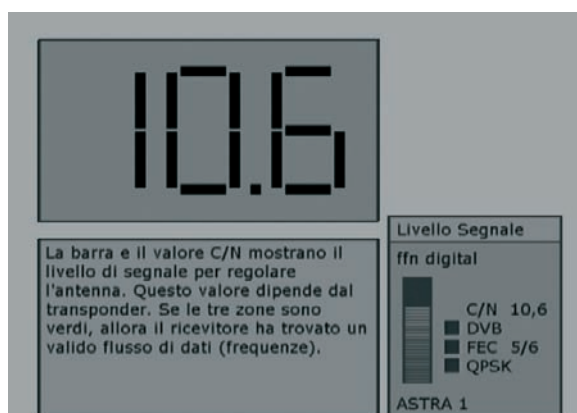 10.6
La barra e il valore C/N mostrano il
livello di segnale per regolare
l'antenna. Questo valore dipende dal
transponder. Se le tre zone sono
verdi, allora il ricevitore ha trovato un
valido flusso di dati (frequenze).
Livello Segnale
ffn digital
C/N 10,6
DVB
FEC 5/6
QPSK
ASTRA 1